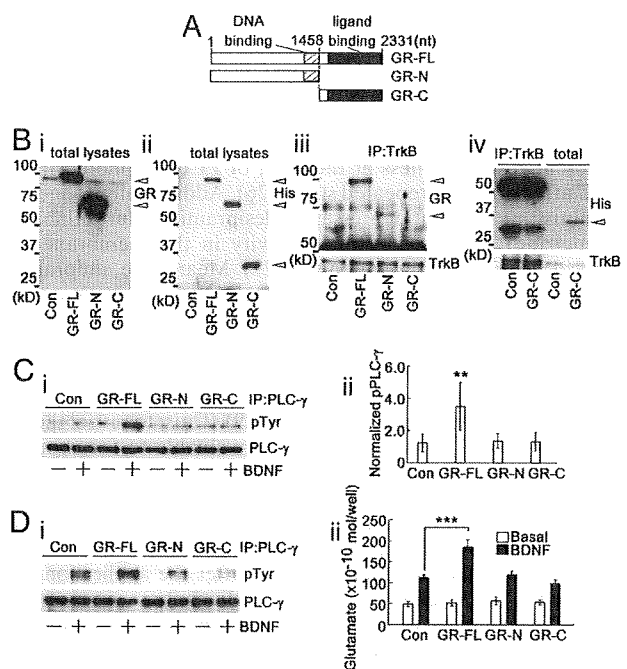 A
DNA binding
ligand binding
1 1458 2331(nt)
GR-FL
GR-N
GR-C
B
i total lysates
100
75
50
37
25
(kD)
GR
Con GR-FL GR-N GR-C
ii total lysates
100
75
50
37
25
(kD)
His
Con GR-FL GR-N GR-C
iii IP:TrkB
100
75
50
(kD)
GR
TrkB
Con GR-FL GR-N GR-C
iv IP:TrkB total
50
37
25
(kD)
His
TrkB
Con GR-C Con GR-C
C
i
Con GR-FL GR-N GR-C IP:PLC-γ
pTyr
PLC-γ
− + − + − + − + BDNF
ii
Normalized pPLC-γ
6.0
4.0
2.0
**
Con GR-FL GR-N GR-C
D
i
Con GR-FL GR-N GR-C IP:PLC-γ
pTyr
PLC-γ
− + − + − + − + BDNF
ii
Glutamate (x10-10 mol/well)
250
200
150
100
50
0
***
Basal
BDNF
Con GR-FL GR-N GR-C